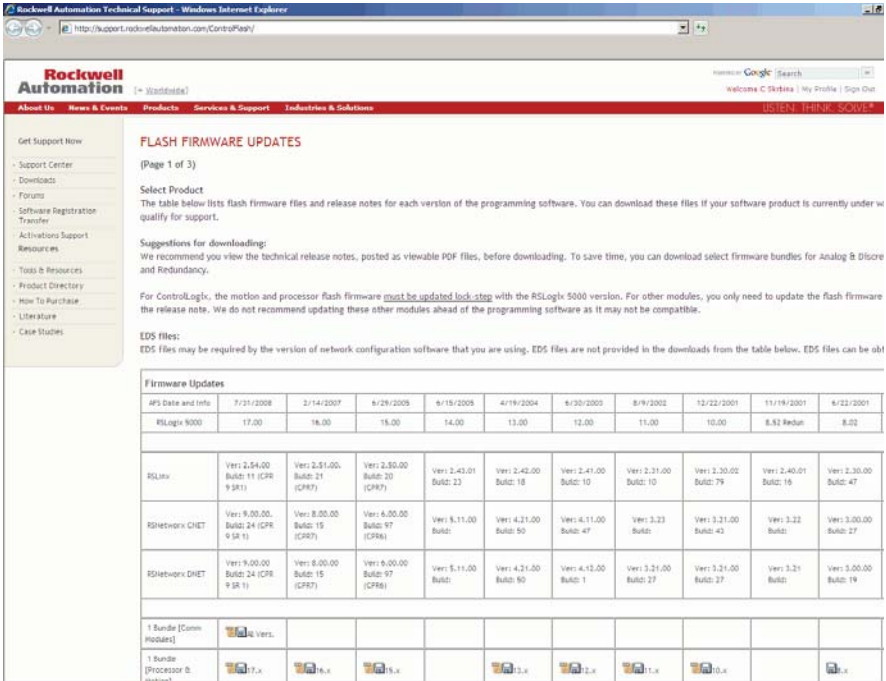 Rockwell Automation Technical Support - Windows Internet Explorer
http://support.rockwellautomation.com/ControlFlash/
Rockwell
Automation
[+ Worldwide]
Google Search
Welcome C Skrbina | My Profile | Sign Out
About Us News & Events Products Services & Support Industries & Solutions
LISTEN. THINK. SOLVE.®
Get Support Now
- Support Center
- Downloads
- Forums
- Software Registration
Transfer
- Activations Support
Resources
- Tools & Resources
- Product Directory
- How To Purchase
- Literature
- Case Studies
FLASH FIRMWARE UPDATES
(Page 1 of 3)
Select Product
The table below lists flash firmware files and release notes for each version of the programming software. You can download these files if your software product is currently under
qualify for support.
Suggestions for downloading:
We recommend you view the technical release notes, posted as viewable PDF files, before downloading. To save time, you can download select firmware bundles for Analog & Discre
and Redundancy.
For ControlLogix, the motion and processor flash firmware must be updated lock-step with the RSLogix 5000 version. For other modules, you only need to update the flash firmware
the release note. We do not recommend updating these other modules ahead of the programming software as it may not be compatible.
EDS files:
EDS files may be required by the version of network configuration software that you are using. EDS files are not provided in the downloads from the table below. EDS files can be obt
Firmware Updates
AFS Date and Info 7/31/2008 2/14/2007 6/29/2005 6/15/2005 4/19/2004 6/30/2003 8/9/2002 12/22/2001 11/19/2001 6/22/2001
RSLogix 5000 17.00 16.00 15.00 14.00 13.00 12.00 11.00 10.00 8.52 Redun 8.02
RSLinx
Ver: 2.54.00 Ver: 2.51.00. Ver: 2.50.00 Ver: 2.43.01 Ver: 2.42.00 Ver: 2.41.00 Ver: 2.31.00 Ver: 2.30.02 Ver: 2.40.01 Ver: 2.30.00
Build: 11 (CPR Build: 21 Build: 20 Build: 23 Build: 18 Build: 10 Build: 10 Build: 79 Build: 16 Build: 47
9 SR1) (CPR7) (CPR7)
RSNetworx CNET
Ver: 9.00.00. Ver: 8.00.00 Ver: 6.00.00 Ver: 5.11.00 Ver: 4.21.00 Ver: 4.11.00 Ver: 3.23 Ver: 3.21.00 Ver: 3.22 Ver: 3.00.00
Build: 24 (CPR Build: 15 Build: 97 Build: Build: 50 Build: 47 Build: Build: 43 Build: Build: 27
9 SR 1) (CPR7) (CPR6)
RSNetworx DNET
Ver: 9.00.00 Ver: 8.00.00 Ver: 6.00.00 Ver: 5.11.00 Ver: 4.21.00 Ver: 4.12.00 Ver: 3.21.00 Ver: 3.21.00 Ver: 3.21 Ver: 3.00.00
Build: 24 (CPR Build: 15 Build: 97 Build: Build: 50 Build: 1 Build: 27 Build: 27 Build: Build: 19
9 SR 1) (CPR7) (CPR6)
1 Bundle [Comm
Modules] All Vers.
1 Bundle
[Processor & 17.x 16.x 15.x 13.x 12.x 11.x 10.x 8.x